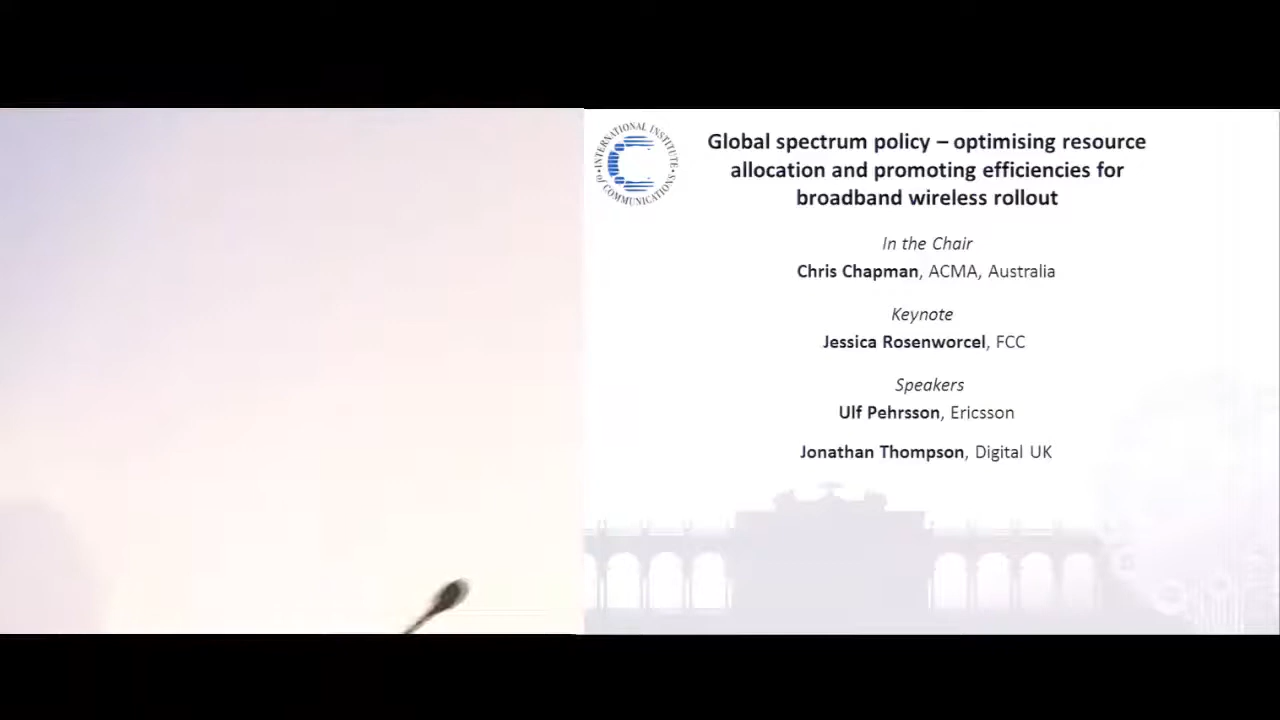 INTERNATIONAL INSTITUTE
of COMMUNICATIONS
Global spectrum policy – optimising resource
allocation and promoting efficiencies for
broadband wireless rollout
In the Chair
Chris Chapman, ACMA, Australia
Keynote
Jessica Rosenworcel, FCC
Speakers
Ulf Pehrsson, Ericsson
Jonathan Thompson, Digital UK